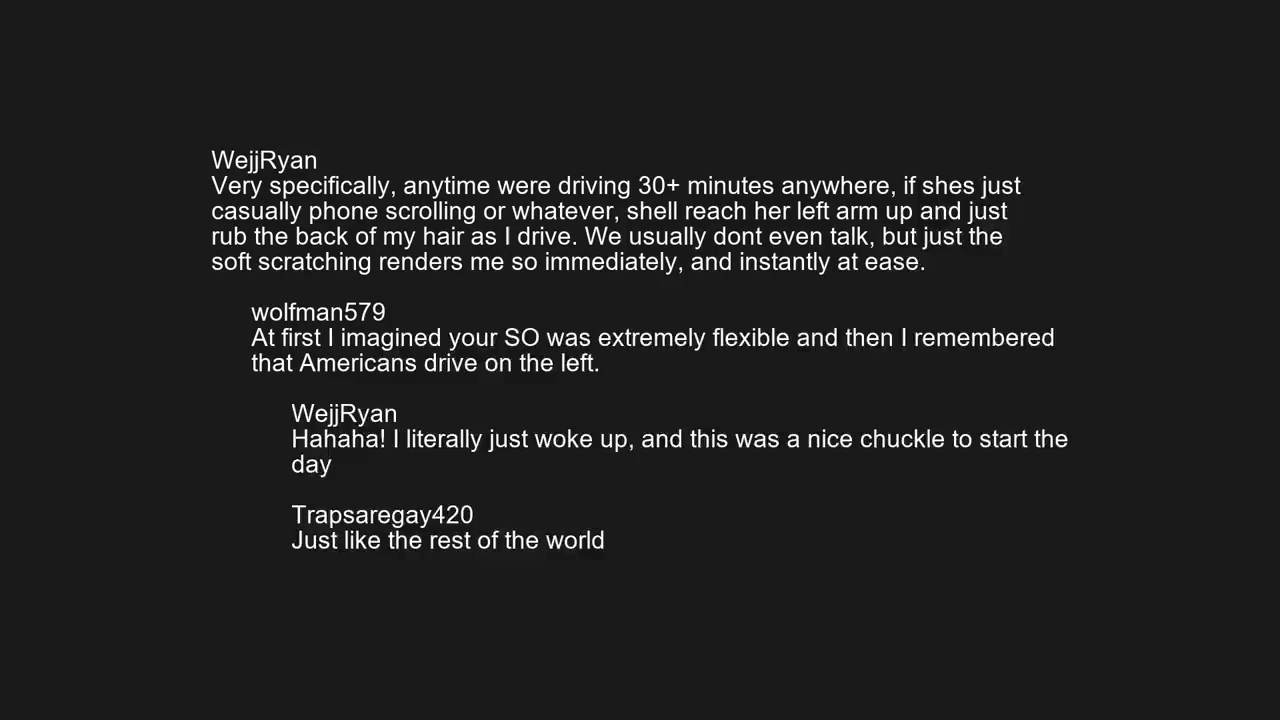 WejjRyan
Very specifically, anytime were driving 30+ minutes anywhere, if shes just
casually phone scrolling or whatever, shell reach her left arm up and just
rub the back of my hair as I drive. We usually dont even talk, but just the
soft scratching renders me so immediately, and instantly at ease.
wolfman579
At first I imagined your SO was extremely flexible and then I remembered
that Americans drive on the left.
WejjRyan
Hahaha! I literally just woke up, and this was a nice chuckle to start the
day
Trapsaregay420
Just like the rest of the world